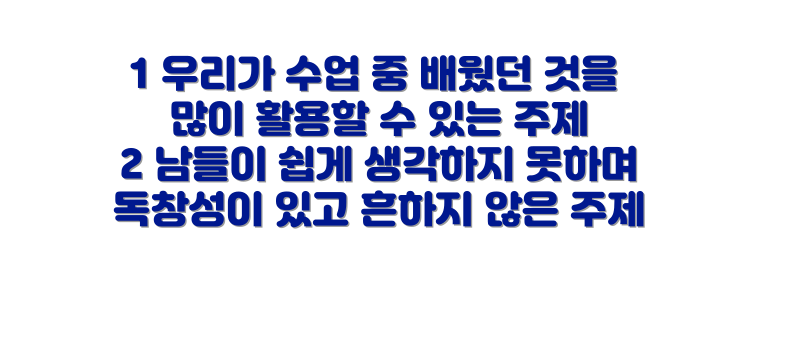 1 우리가 수업 중 배웠던 것을
많이 활용할 수 있는 주제
2 남들이 쉽게 생각하지 못하며
독창성이 있고 흔하지 않은 주제